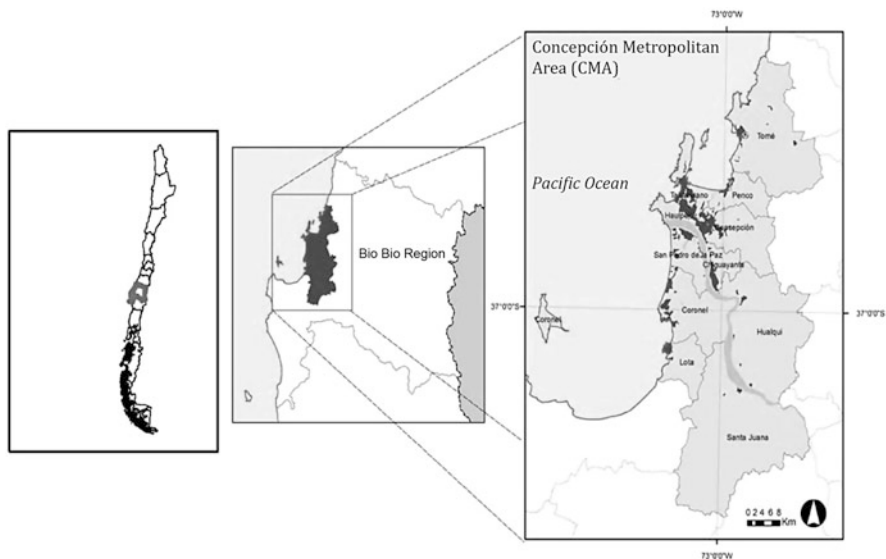 73°0'0"W
Concepción Metropolitan
Area (CMA)
Tomé
Pacific Ocean
Penco
Concepción
San Pedro de la Paz
Chiguayante
Bio Bio Region
37°0'0"S
37°0'0"S
Coronel
Coronel
Hualqui
Lota
Santa Juana
0 2 4 6 8
Km
73°0'0"W